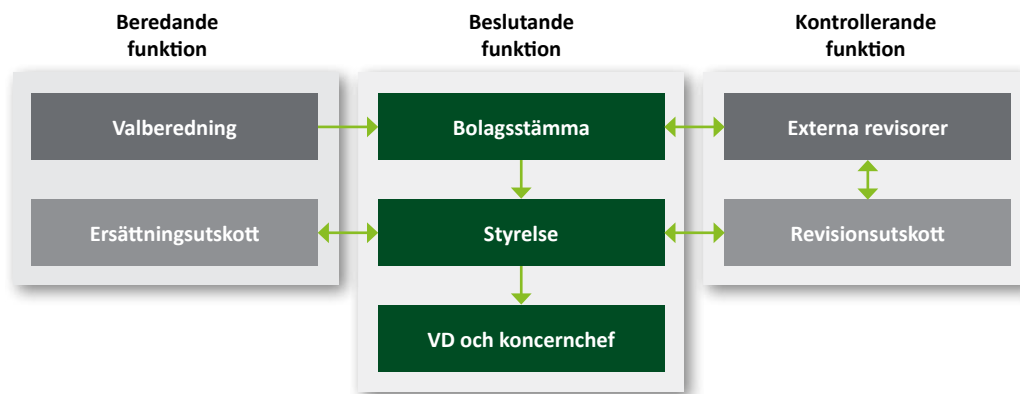 Beredande
funktion
Beslutande
funktion
Kontrollerande
funktion
Valberedning
Bolagsstämma
Externa revisorer
Ersättningsutskott
Styrelse
Revisionsutskott
VD och koncernchef